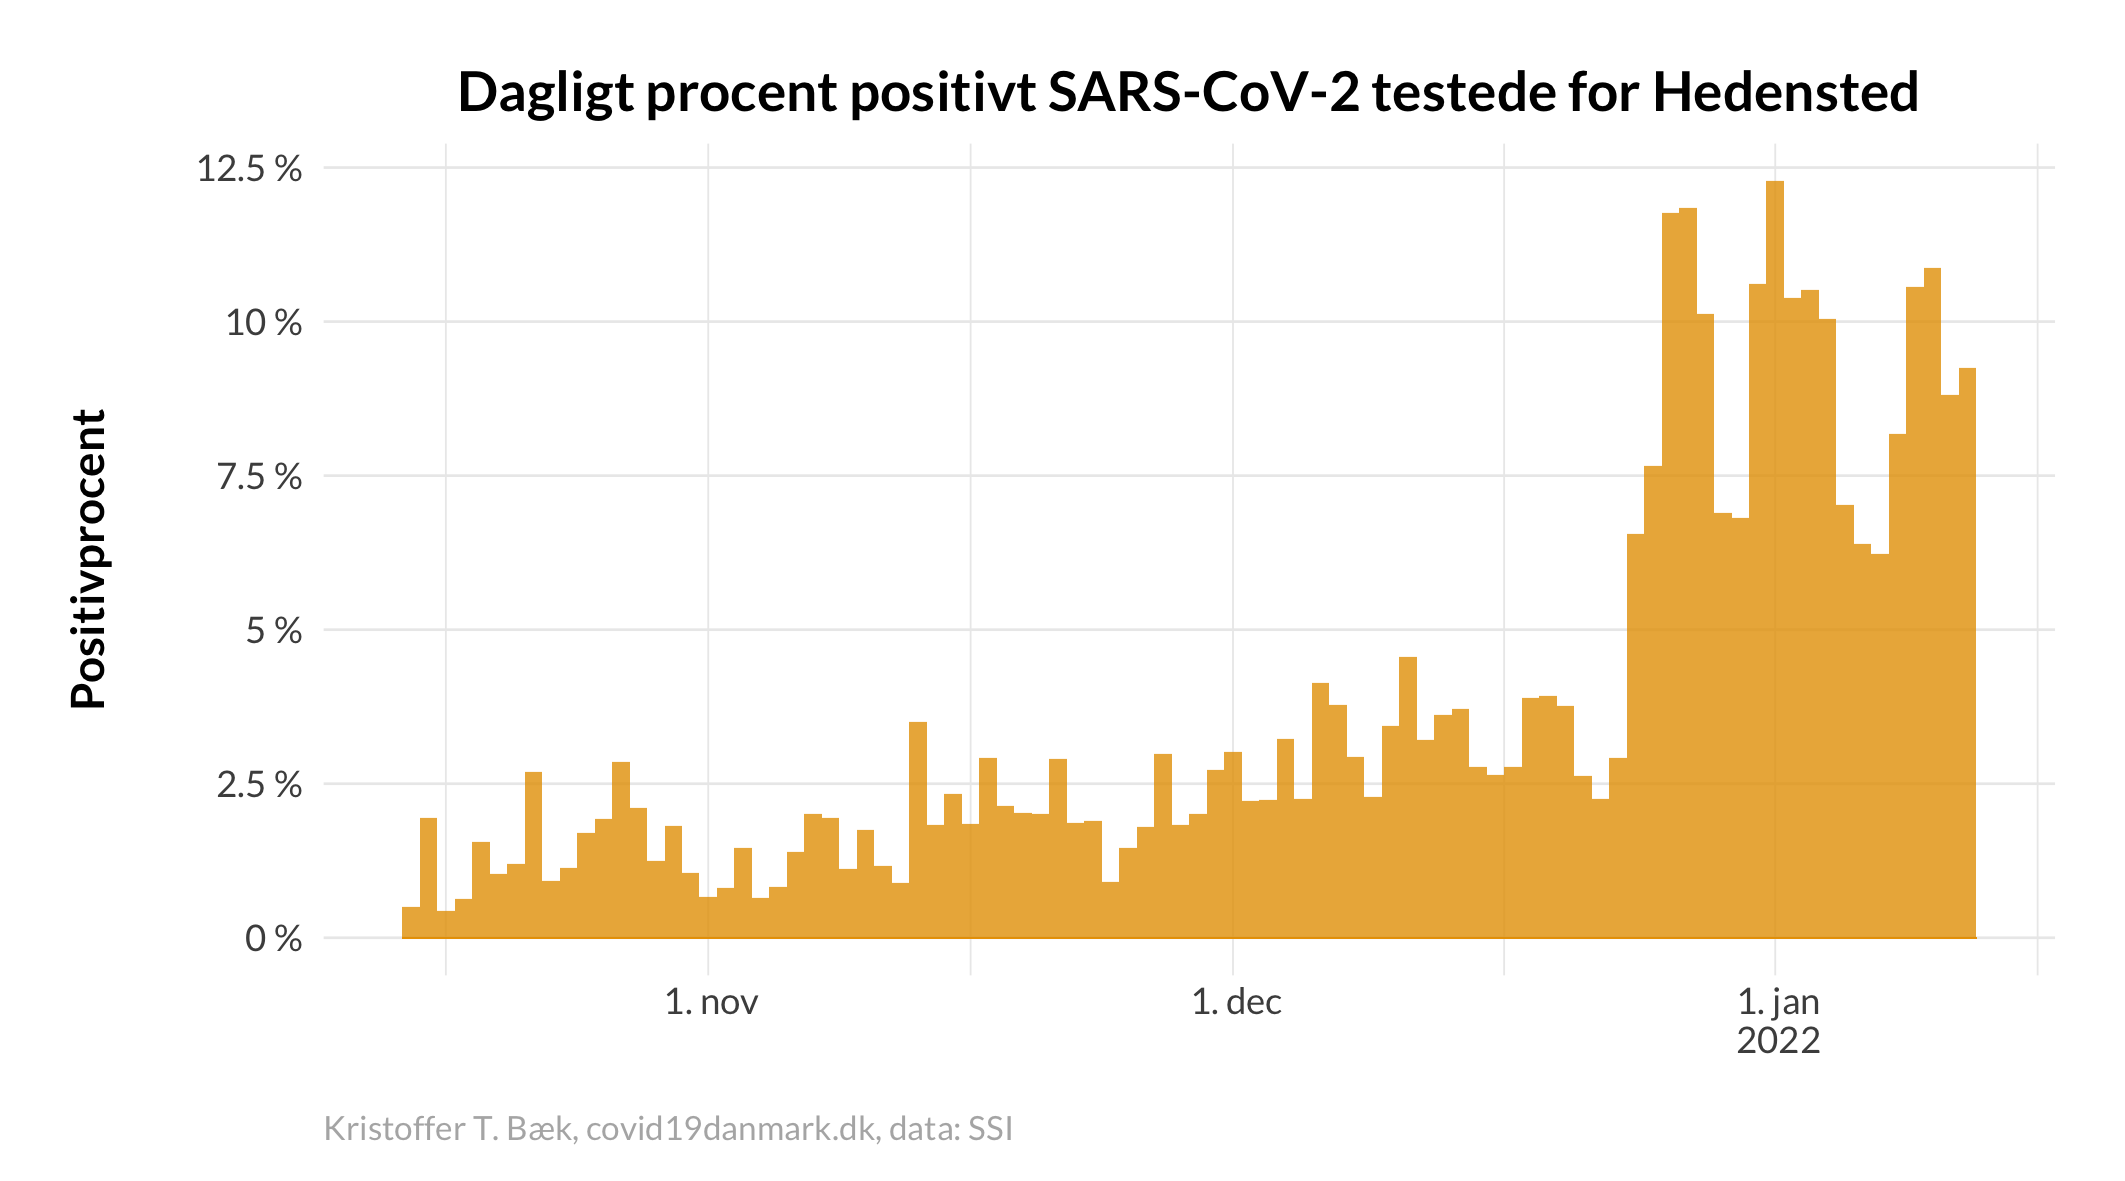 Dagligt procent positivt SARS-CoV-2 testede for Hedensted
Positivprocent
12.5 %
10 %
7.5 %
5 %
2.5 %
0 %
1. nov
1. dec
1. jan
2022
Kristoffer T. Bæk, covid19danmark.dk, data: SSI